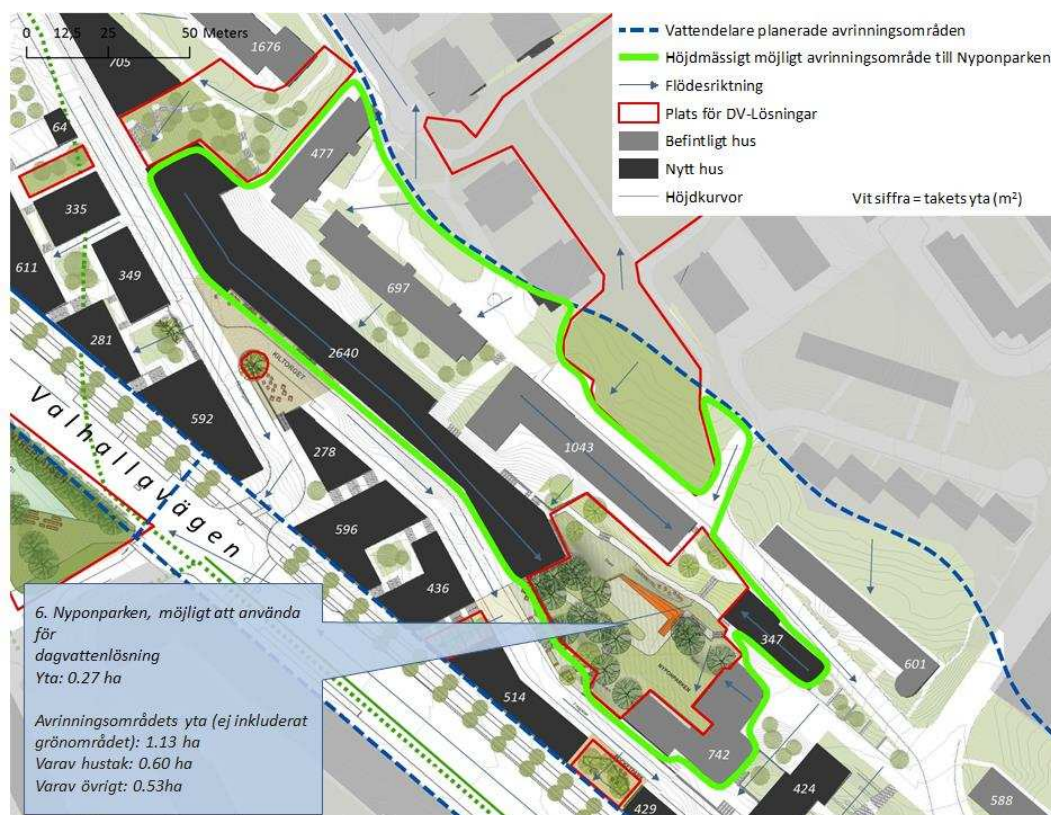 0 12,5 25 50 Meters
Vattendelare planerade avrinningsområden
Höjdmässigt möjligt avrinningsområde till Nyponparken
Flödesriktning
Plats för DV-Lösningar
Befintligt hus
Nytt hus
Höjdkurvor
Vit siffra = takets yta (m²)
1676
705
64
477
335
611
349
697
281
2640
KILTORGET
592
278
1043
Valhallavägen
596
436
347
601
NYPONPARKEN
514
742
424
429
588
6. Nyponparken, möjligt att använda
för
dagvattenlösning
Yta: 0.27 ha
Avrinningsområdets yta (ej inkluderat
grönområdet): 1.13 ha
Varav hustak: 0.60 ha
Varav övrigt: 0.53ha